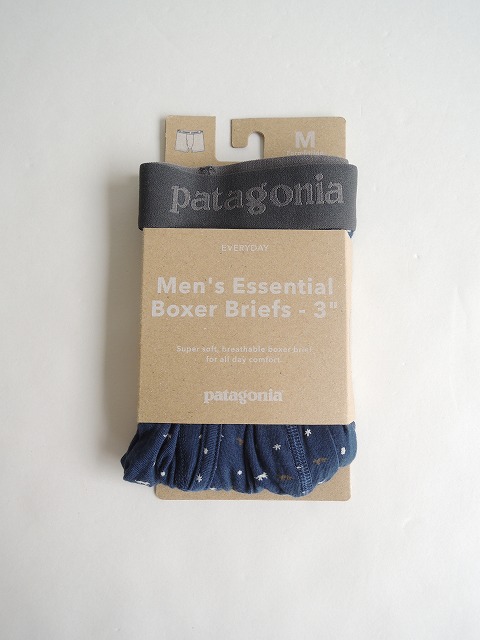 M
patagonia
EVERYDAY
Men's Essential
Boxer Briefs - 3"
Super soft, breathable boxer brief
for all day comfort.
patagonia